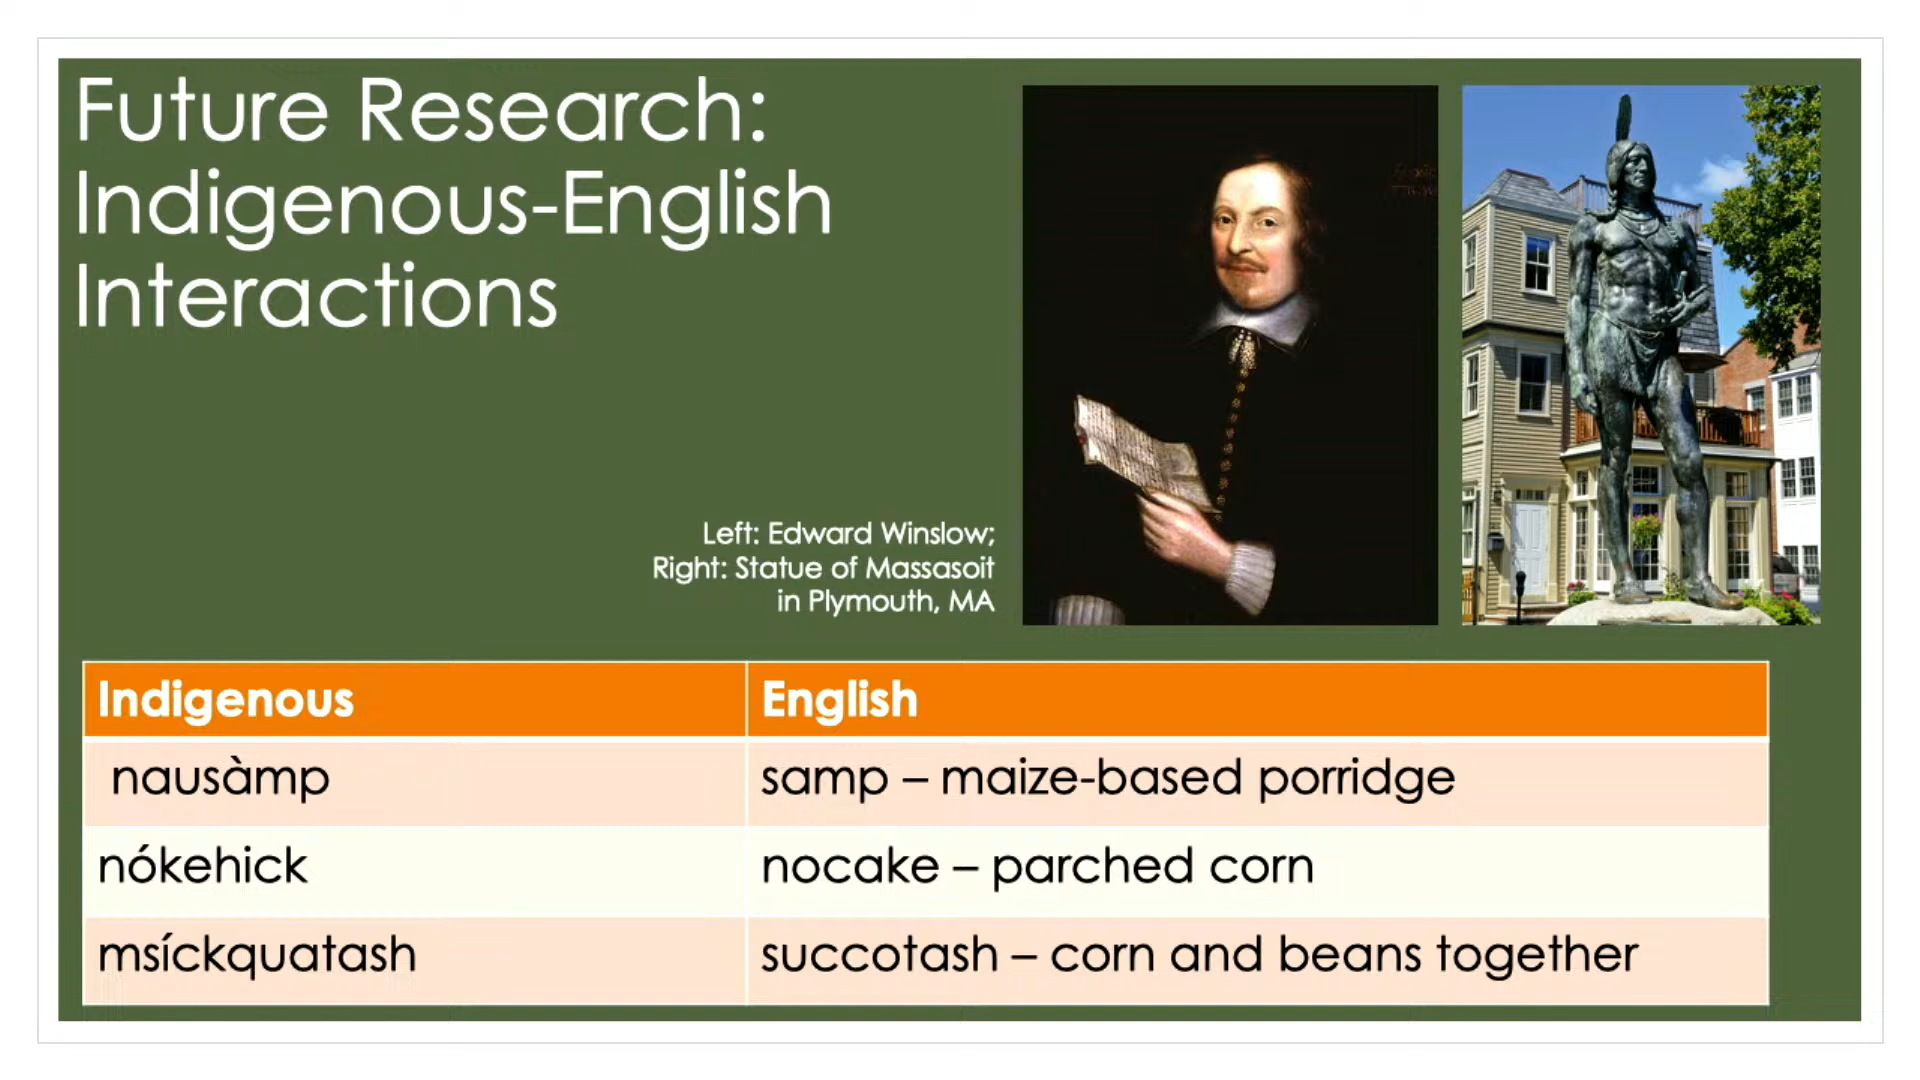 Future Research:
Indigenous-English
Interactions
Left: Edward Winslow;
Right: Statue of Massasoit
in Plymouth, MA
Indigenous English
nausàmp samp – maize-based porridge
nókehick nocake – parched corn
msíckquatash succotash – corn and beans together